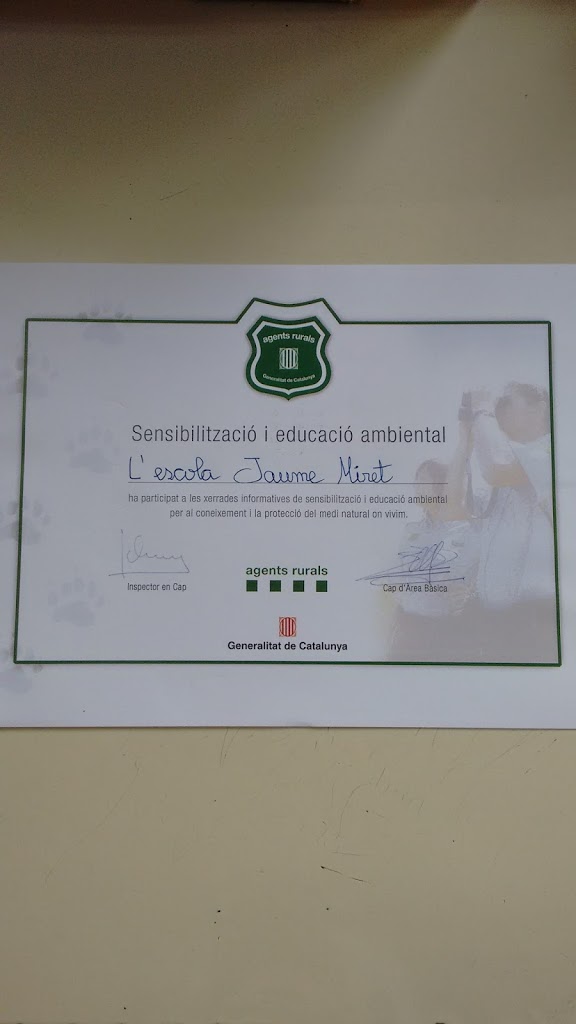 agents rurals
Generalitat de Catalunya
Sensibilització i educació ambiental
L'escola Jaume Miret
ha participat a les xerrades informatives de sensibilització i educació ambiental
per al coneixement i la protecció del medi natural on vivim.
Inspector en Cap
agents rurals
Cap d'Àrea Bàsica
Generalitat de Catalunya